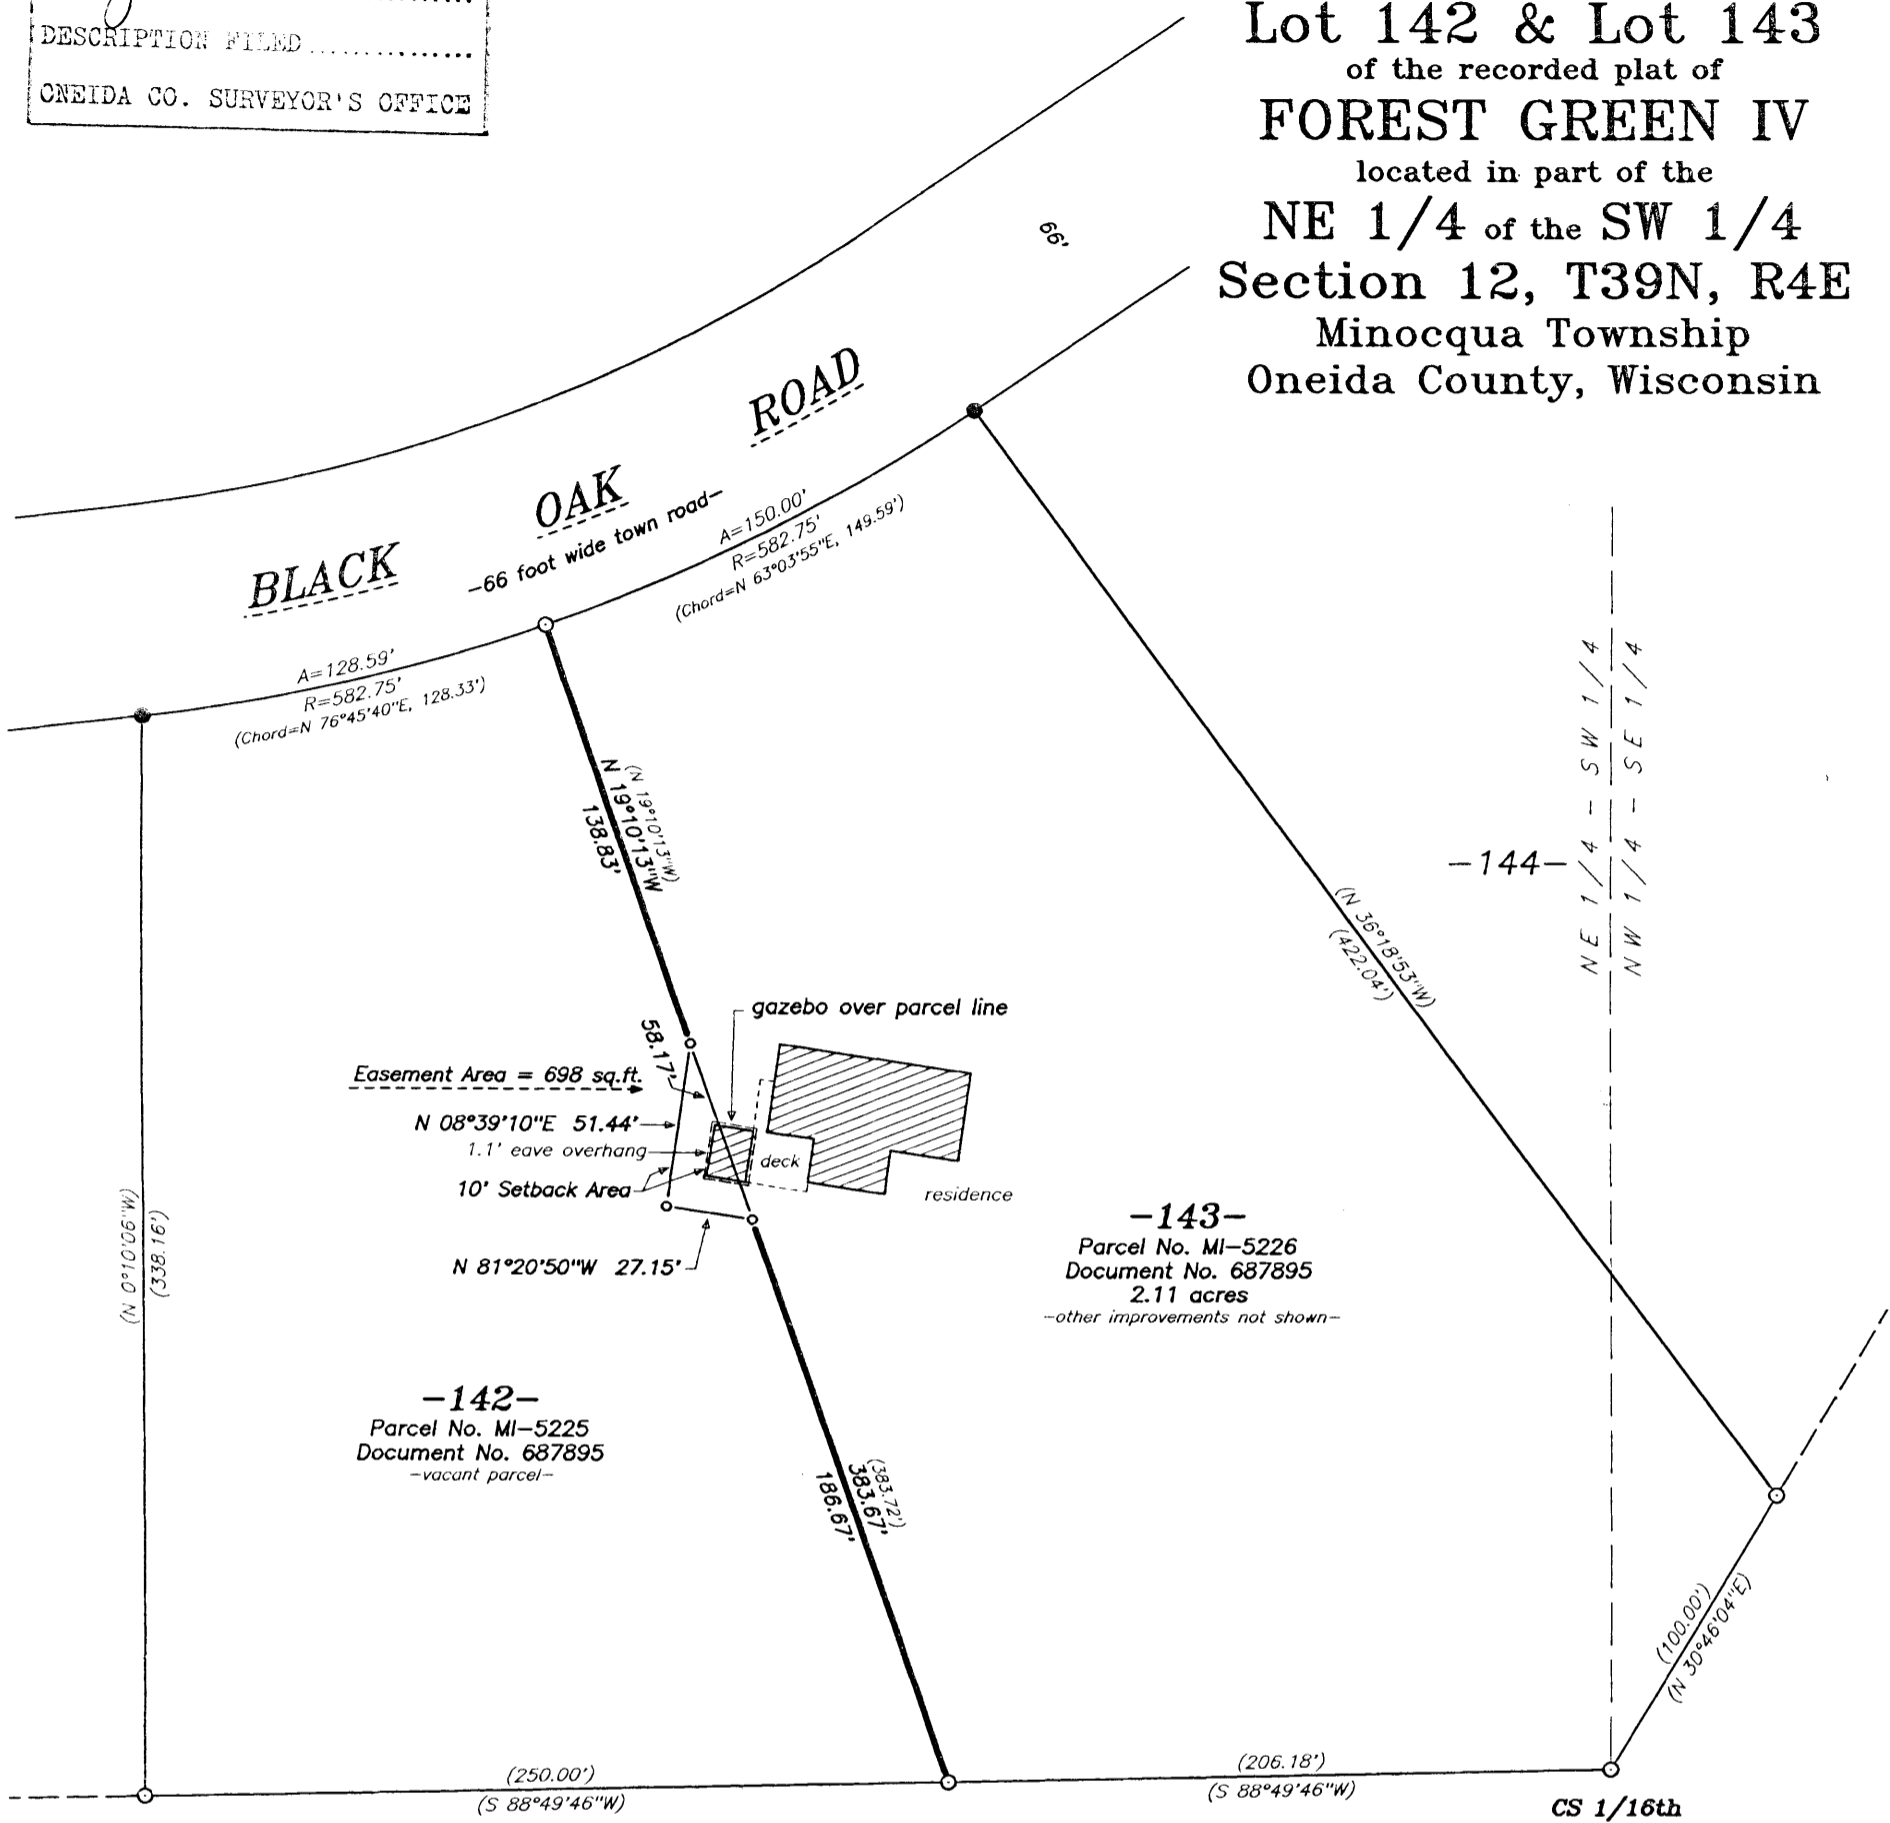 DESCRIPTION FILED
ONEIDA CO. SURVEYOR'S OFFICE
Lot 142 & Lot 143
of the recorded plat of
FOREST GREEN IV
located in part of the
NE 1/4 of the SW 1/4
Section 12, T39N, R4E
Minocqua Township
Oneida County, Wisconsin
66'
BLACK OAK ROAD
-66 foot wide town road-
A=150.00'
R=582.75'
(Chord=N 63°03'55"E, 149.59')
A=128.59'
R=582.75'
(Chord=N 76°45'40"E, 128.33')
(N 19°10'13"W)
N 19°10'13"W
138.83'
NE 1/4 - SW 1/4
NW 1/4 - SE 1/4
-144-
(N 36°18'53"W)
(422.04')
gazebo over parcel line
58.17'
Easement Area = 698 sq.ft.
N 08°39'10"E 51.44'
1.1' eave overhang
deck
10' Setback Area
residence
N 81°20'50"W 27.15'
(N 0°10'06"W)
(338.16')
-143-
Parcel No. MI-5226
Document No. 687895
2.11 acres
-other improvements not shown-
-142-
Parcel No. MI-5225
Document No. 687895
-vacant parcel-
(383.72')
383.67'
186.67'
(100.00')
(N 30°46'04"E)
(250.00')
(S 88°49'46"W)
(206.18')
(S 88°49'46"W)
CS 1/16th